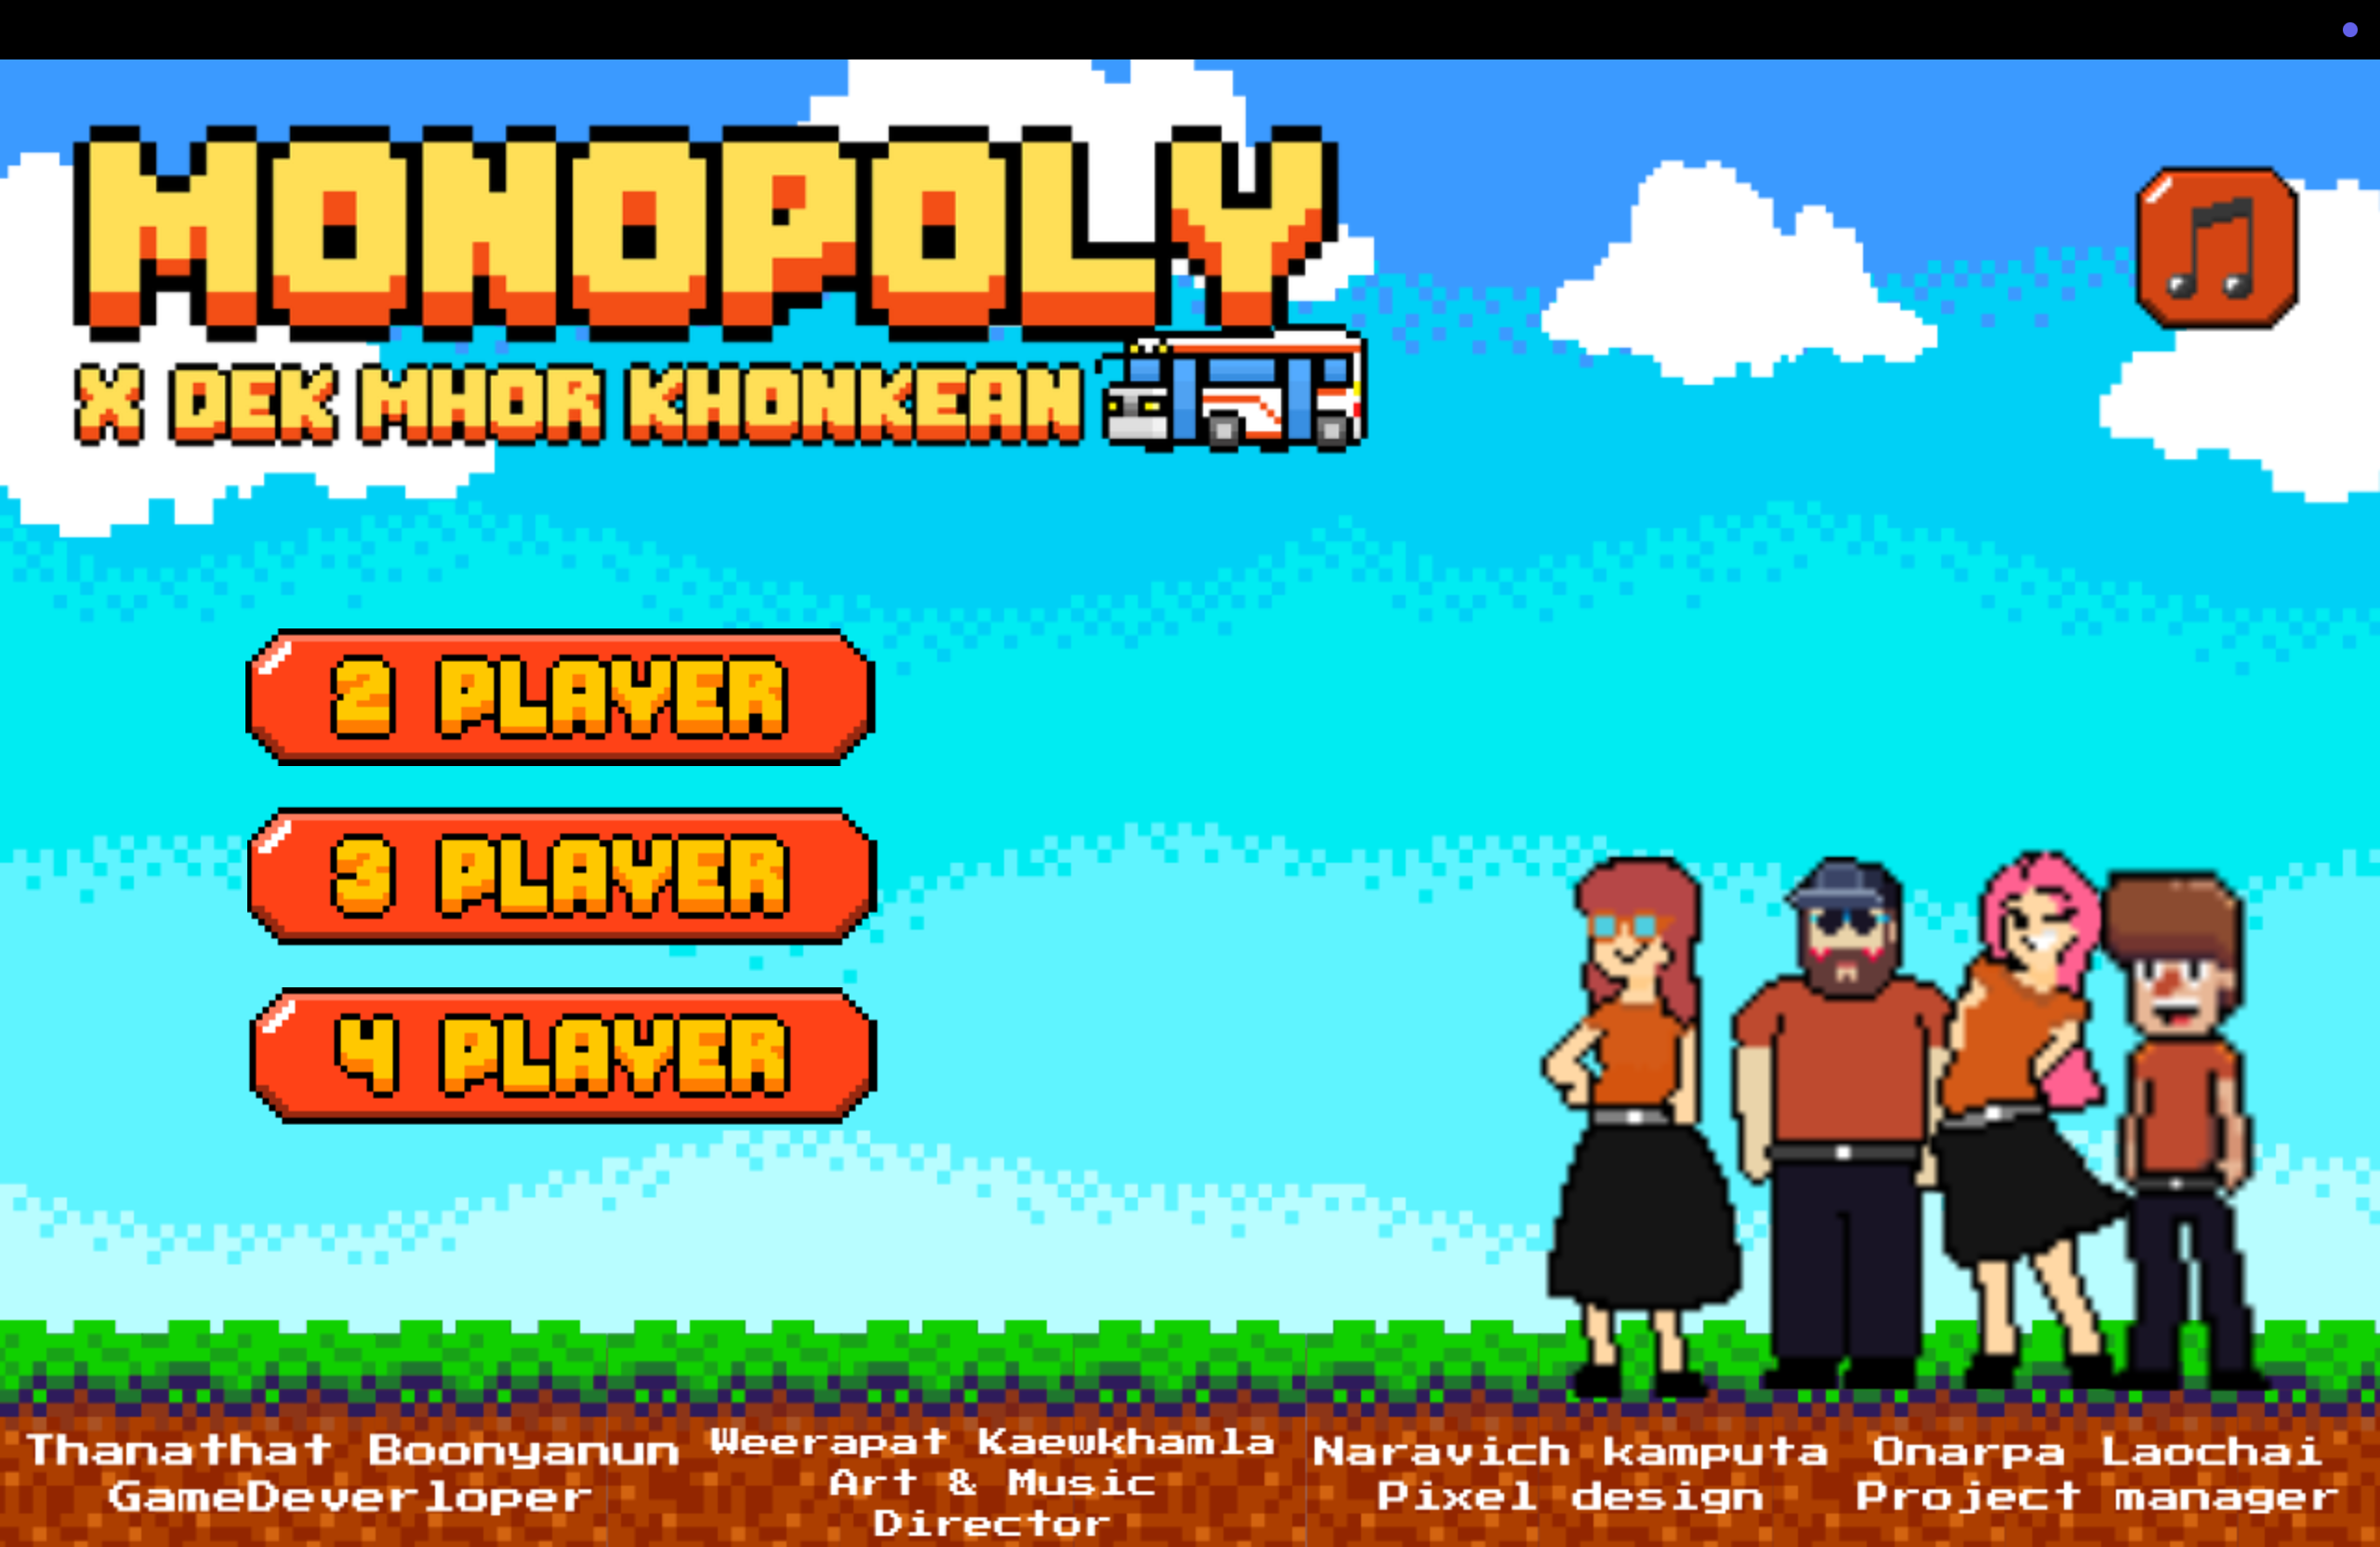 MONOPOLY
X DEK MHOR KHONKEAN
2 PLAYER
3 PLAYER
4 PLAYER
Thanathat Boonyanun
GameDeverloper
Weerapat Kaewkhamla
Art & Music
Director
Naravich kamputa
Pixel design
Onarpa Laochai
Project manager